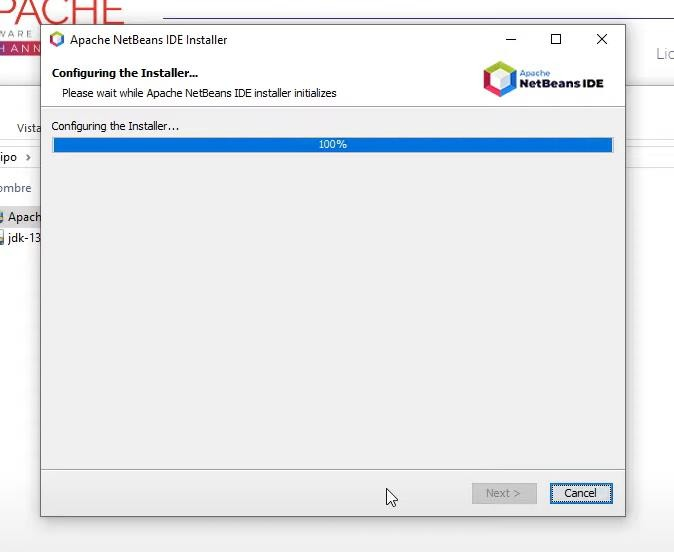 PACHE
WARE
HANN
Lic
Apache NetBeans IDE Installer
Configuring the Installer...
Please wait while Apache NetBeans IDE installer initializes
Apache
NetBeans IDE
Vista
Configuring the Installer...
100%
ipo >
ombre
Apach
jdk-13
Next >
Cancel